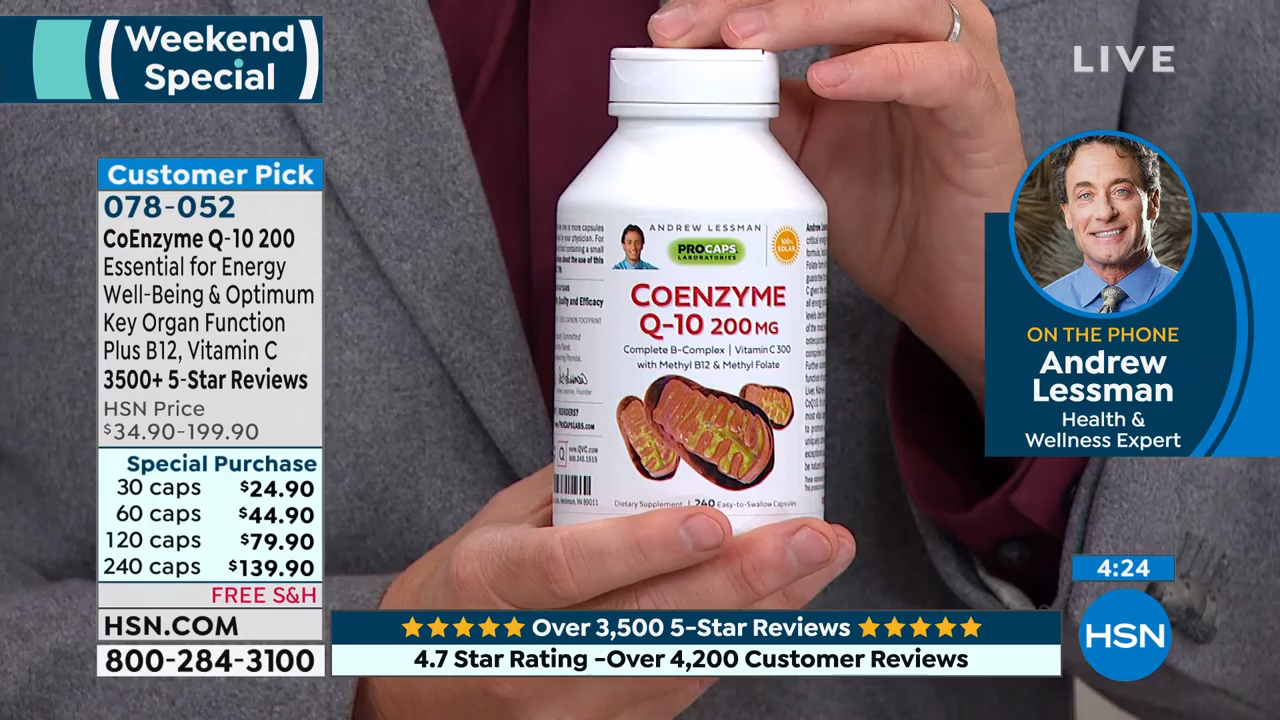 (Weekend
Special)
LIVE
Customer Pick
078-052
CoEnzyme Q-10 200
Essential for Energy
Well-Being & Optimum
Key Organ Function
Plus B12, Vitamin C
3500+ 5-Star Reviews
HSN Price
$34.90-199.90
Special Purchase
30 caps $24.90
60 caps $44.90
120 caps $79.90
240 caps $139.90
FREE S&H
HSN.COM
800-284-3100
ANDREW LESSMAN
PROCAPS
LABORATORIES
100%
SOLAR
COENZYME
Q-10 200 MG
Complete B-Complex | Vitamin C 300
with Methyl B12 & Methyl Folate
Dietary Supplement | 240 Easy-to-Swallow Capsules
ON THE PHONE
Andrew
Lessman
Health &
Wellness Expert
4:24
HSN
Over 3,500 5-Star Reviews
4.7 Star Rating -Over 4,200 Customer Reviews